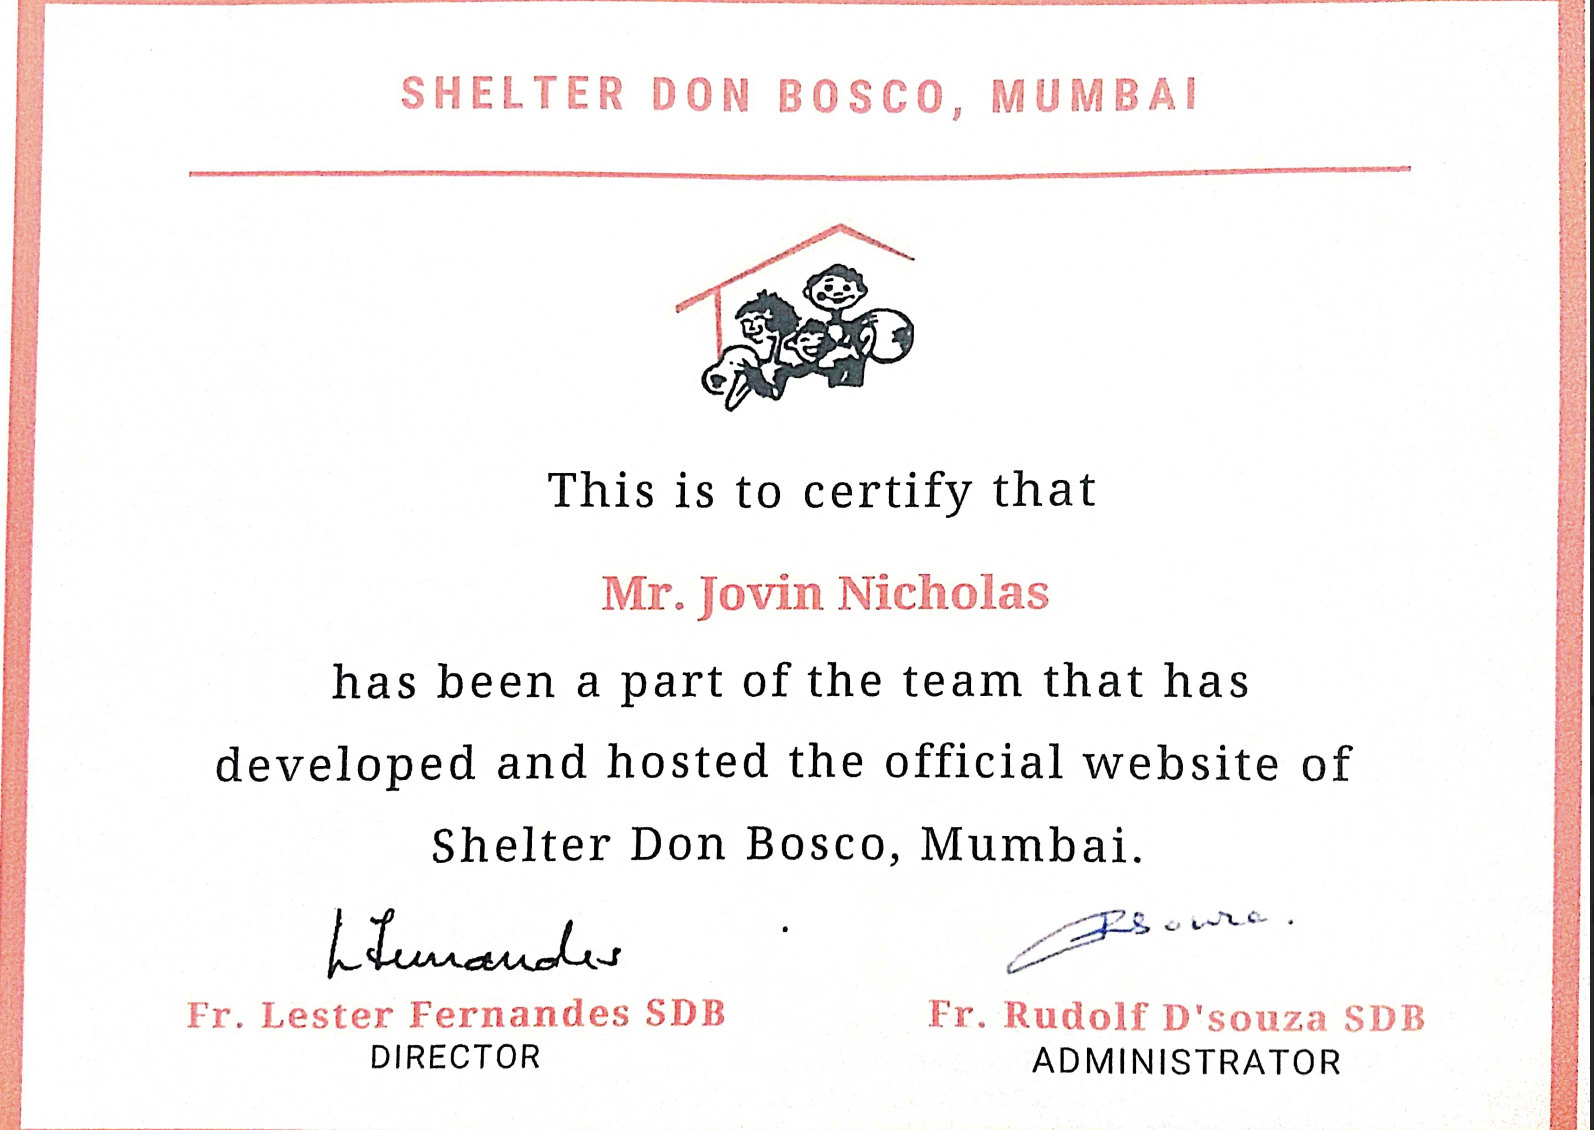 SHELTER DON BOSCO, MUMBAI
This is to certify that
Mr. Jovin Nicholas
has been a part of the team that has
developed and hosted the official website of
Shelter Don Bosco, Mumbai.
L Fernandes
Fr. Lester Fernandes SDB
DIRECTOR
Fr. Rudolf D'souza SDB
ADMINISTRATOR